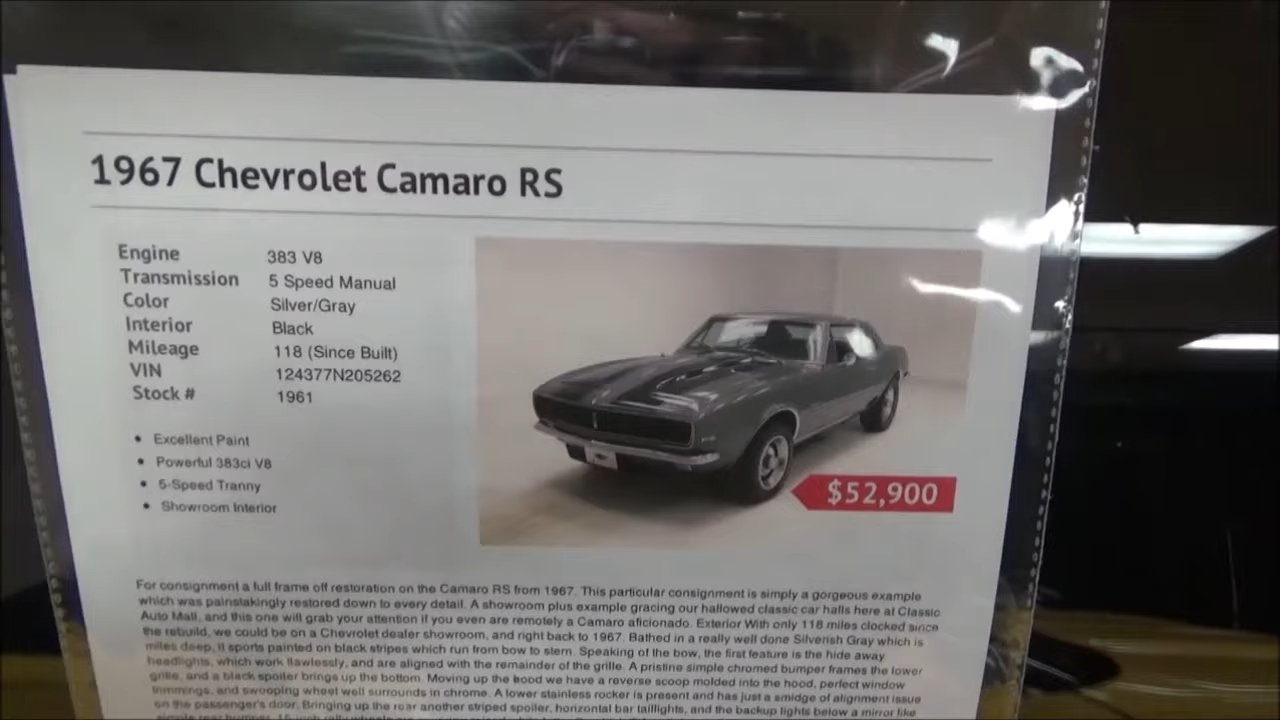 1967 Chevrolet Camaro RS
Engine 383 V8
Transmission 5 Speed Manual
Color Silver/Gray
Interior Black
Mileage 118 (Since Built)
VIN 124377N205262
Stock # 1961
• Excellent Paint
• Powerful 383ci V8
• 5-Speed Tranny
• Showroom Interior
$52,900
For consignment a full frame off restoration on the Camaro RS from 1967. This particular consignment is simply a gorgeous example
which was painstakingly restored down to every detail. A showroom plus example gracing our hallowed classic car halls here at Classic
Auto Mall, and this one will grab your attention if you even are remotely a Camaro aficionado. Exterior With only 118 miles clocked since
the rebuild, we could be on a Chevrolet dealer showroom, and right back to 1967. Bathed in a really well done Silverish Gray which is
miles deep, it sports painted on black stripes which run from bow to stern. Speaking of the bow, the first feature is the hide away
headlights, which work flawlessly, and are aligned with the remainder of the grille. A pristine simple chromed bumper frames the lower
grille, and a black spoiler brings up the bottom. Moving up the hood we have a reverse scoop molded into the hood, perfect window
trimmings, and swooping wheel well surrounds in chrome. A lower stainless rocker is present and has just a smidge of alignment issue
on the passenger's door. Bringing up the rear another striped spoiler, horizontal bar taillights, and the backup lights below a mirror like
simple rear bumper. 15-inch rally wheels are